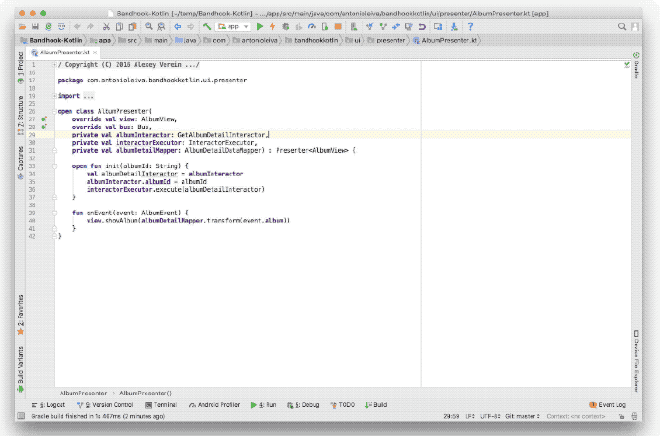 Bandhook-Kotlin [~/temp/Bandhook-Kotlin] - .../app/src/main/java/com/antonioleiva/bandhookkotlin/ui/presenter/AlbumPresenter.kt [app]
app
Bandhook-Kotlin app src main java com antonioleiva bandhookkotlin ui presenter AlbumPresenter.kt
AlbumPresenter.kt
1: Project
Z: Structure
Captures
2: Favorites
Build Variants
Gradle
Device File Explorer
1 / Copyright (C) 2016 Alexey Verein .../
16
17 package com.antonioleiva.bandhookkotlin.ui.presenter
18
19 import ...
25
26 open class AlbumPresenter(
27 override val view: AlbumView,
28 override val bus: Bus,
29 private val albumInteractor: GetAlbumDetailInteractor,
30 private val interactorExecutor: InteractorExecutor,
31 private val albumDetailMapper: AlbumDetailDataMapper) : Presenter<AlbumView> {
32
33 open fun init(albumId: String) {
34 val albumDetailInteractor = albumInteractor
35 albumInteractor.albumId = albumId
36 interactorExecutor.execute(albumDetailInteractor)
37 }
38
39 fun onEvent(event: AlbumEvent) {
40 view.showAlbum(albumDetailMapper.transform(event.album))
41 }
42 }
AlbumPresenter AlbumPresenter()
6: Logcat 9: Version Control Terminal Android Profiler 4: Run 5: Debug TODO Build Event Log
Gradle build finished in 1s 467ms (2 minutes ago) 29:59 LF÷ UTF-8÷ Git: master ÷ Context: <no context>